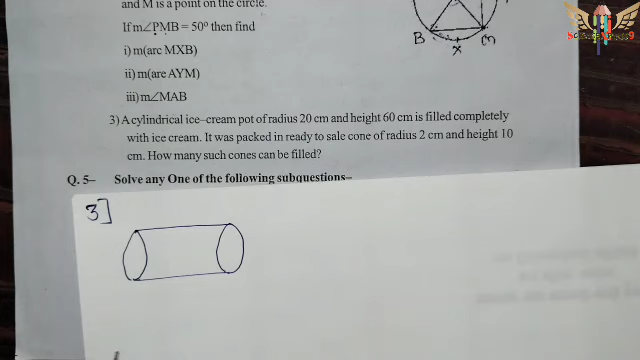 and M is a point on the circle.
If m∠PMB = 50° then find
i) m(arc MXB)
ii) m(are AYM)
iii) m∠MAB
B
x
m
3) A cylindrical ice–cream pot of radius 20 cm and height 60 cm is filled completely
with ice cream. It was packed in ready to sale cone of radius 2 cm and height 10
cm. How many such cones can be filled?
Q. 5– Solve any One of the following subquestions–
3]